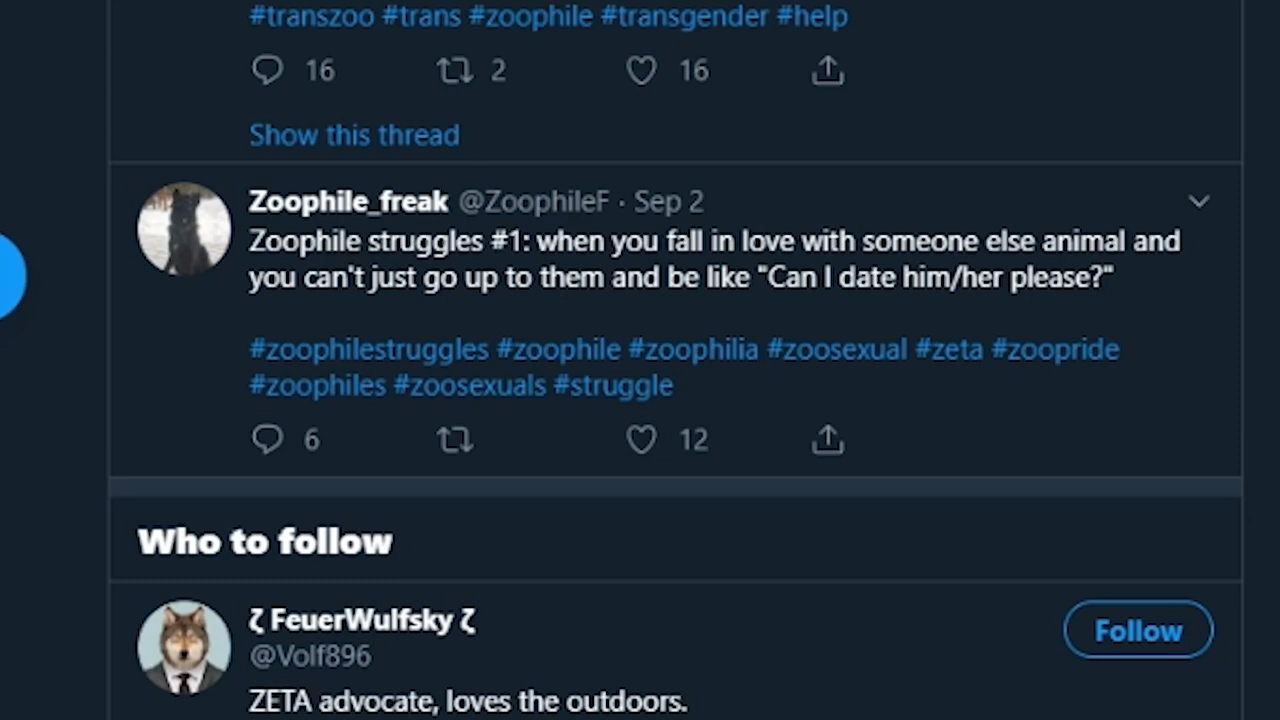 #transzoo #trans #zoophile #transgender #help
16 2 16
Show this thread
Zoophile_freak @ZoophileF · Sep 2
Zoophile struggles #1: when you fall in love with someone else animal and
you can't just go up to them and be like "Can I date him/her please?"
#zoophilestruggles #zoophile #zoophilia #zoosexual #zeta #zoopride
#zoophiles #zoosexuals #struggle
6 12
Who to follow
ζ FeuerWulfsky ζ
Follow
@Volf896
ZETA advocate, loves the outdoors.